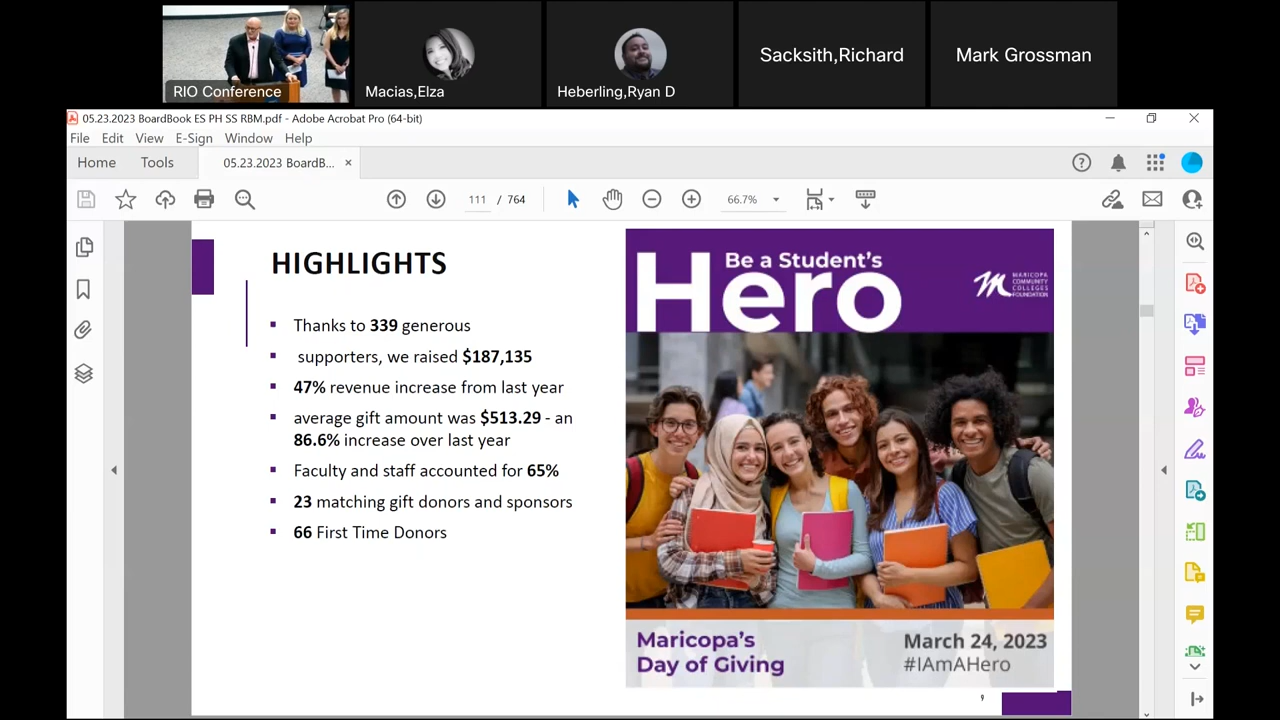 RIO Conference
Macias,Elza
Heberling,Ryan D
Sacksith,Richard
Mark Grossman
05.23.2023 BoardBook ES PH SS RBM.pdf - Adobe Acrobat Pro (64-bit)
File Edit View Window Help
Home Tools 05.23.2023 BoardB... ×
111 / 764 66.7%
HIGHLIGHTS
Thanks to 339 generous
supporters, we raised $187,135
47% revenue increase from last year
average gift amount was $513.29 - an
86.6% increase over last year
Faculty and staff accounted for 65%
23 matching gift donors and sponsors
66 First Time Donors
Be a Student's
Hero
MARICOPA
COMMUNITY
COLLEGES
FOUNDATION
Maricopa's
Day of Giving
March 24, 2023
#IAmAHero
9